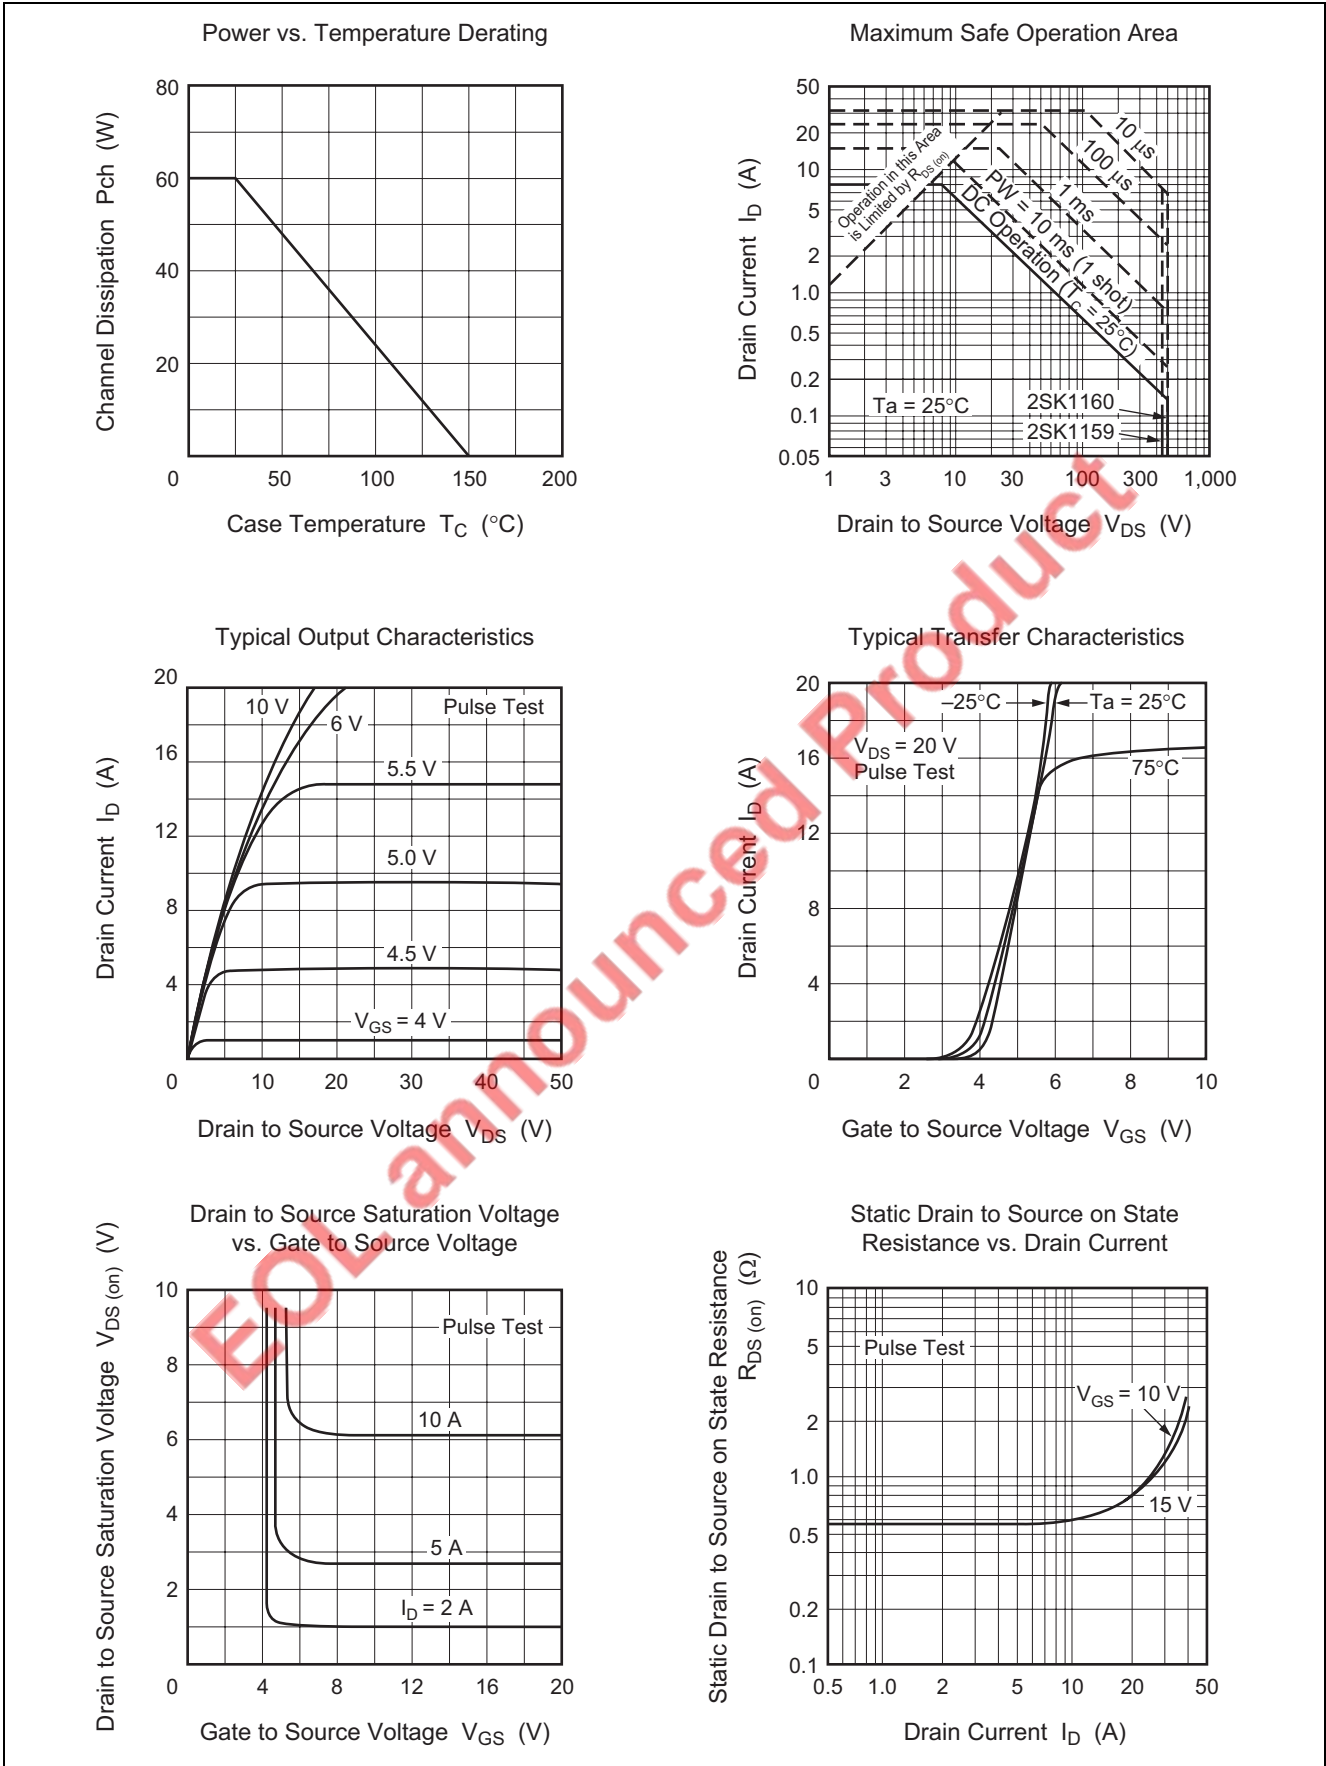 Power vs. Temperature Derating
80
60
40
20
0
50
100
150
200
Channel Dissipation Pch (W)
Case Temperature TC (°C)
Maximum Safe Operation Area
50
20
10
5
2
1.0
0.5
0.2
0.1
0.05
1
3
10
30
100
300
1,000
Drain Current ID (A)
Drain to Source Voltage VDS (V)
Operation in this Area
is Limited by RDS (on)
10 μs
100 μs
1 ms
PW = 10 ms (1 shot)
DC Operation (TC = 25°C)
Ta = 25°C
2SK1160
2SK1159
Typical Output Characteristics
20
16
12
8
4
0
10
20
30
40
50
Drain Current ID (A)
Drain to Source Voltage VDS (V)
10 V
6 V
Pulse Test
5.5 V
5.0 V
4.5 V
VGS = 4 V
Typical Transfer Characteristics
20
16
12
8
4
0
2
4
6
8
10
Drain Current ID (A)
Gate to Source Voltage VGS (V)
–25°C
Ta = 25°C
VDS = 20 V
Pulse Test
75°C
Drain to Source Saturation Voltage
vs. Gate to Source Voltage
10
8
6
4
2
0
4
8
12
16
20
Drain to Source Saturation Voltage VDS (on) (V)
Gate to Source Voltage VGS (V)
Pulse Test
10 A
5 A
ID = 2 A
Static Drain to Source on State
Resistance vs. Drain Current
10
5
2
1.0
0.5
0.2
0.1
0.5
1.0
2
5
10
20
50
Static Drain to Source on State Resistance
RDS (on) (Ω)
Drain Current ID (A)
Pulse Test
VGS = 10 V
15 V
EOL announced Product